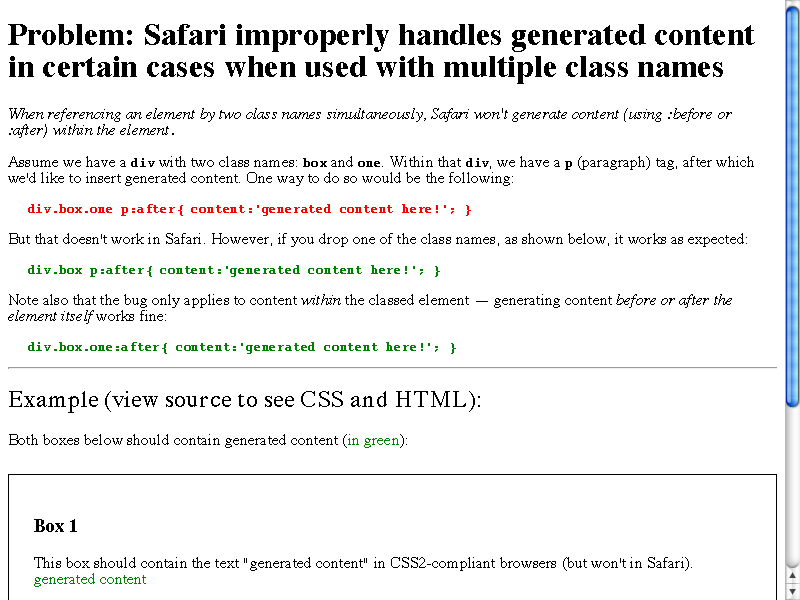 Problem: Safari improperly handles generated content
in certain cases when used with multiple class names
When referencing an element by two class names simultaneously, Safari won't generate content (using :before or
:after) within the element.
Assume we have a div with two class names: box and one. Within that div, we have a p (paragraph) tag, after which
we'd like to insert generated content. One way to do so would be the following:
div.box.one p:after{ content:'generated content here!'; }
But that doesn't work in Safari. However, if you drop one of the class names, as shown below, it works as expected:
div.box p:after{ content:'generated content here!'; }
Note also that the bug only applies to content within the classed element — generating content before or after the
element itself works fine:
div.box.one:after{ content:'generated content here!'; }
Example (view source to see CSS and HTML):
Both boxes below should contain generated content (in green):
Box 1
This box should contain the text "generated content" in CSS2-compliant browsers (but won't in Safari).
generated content